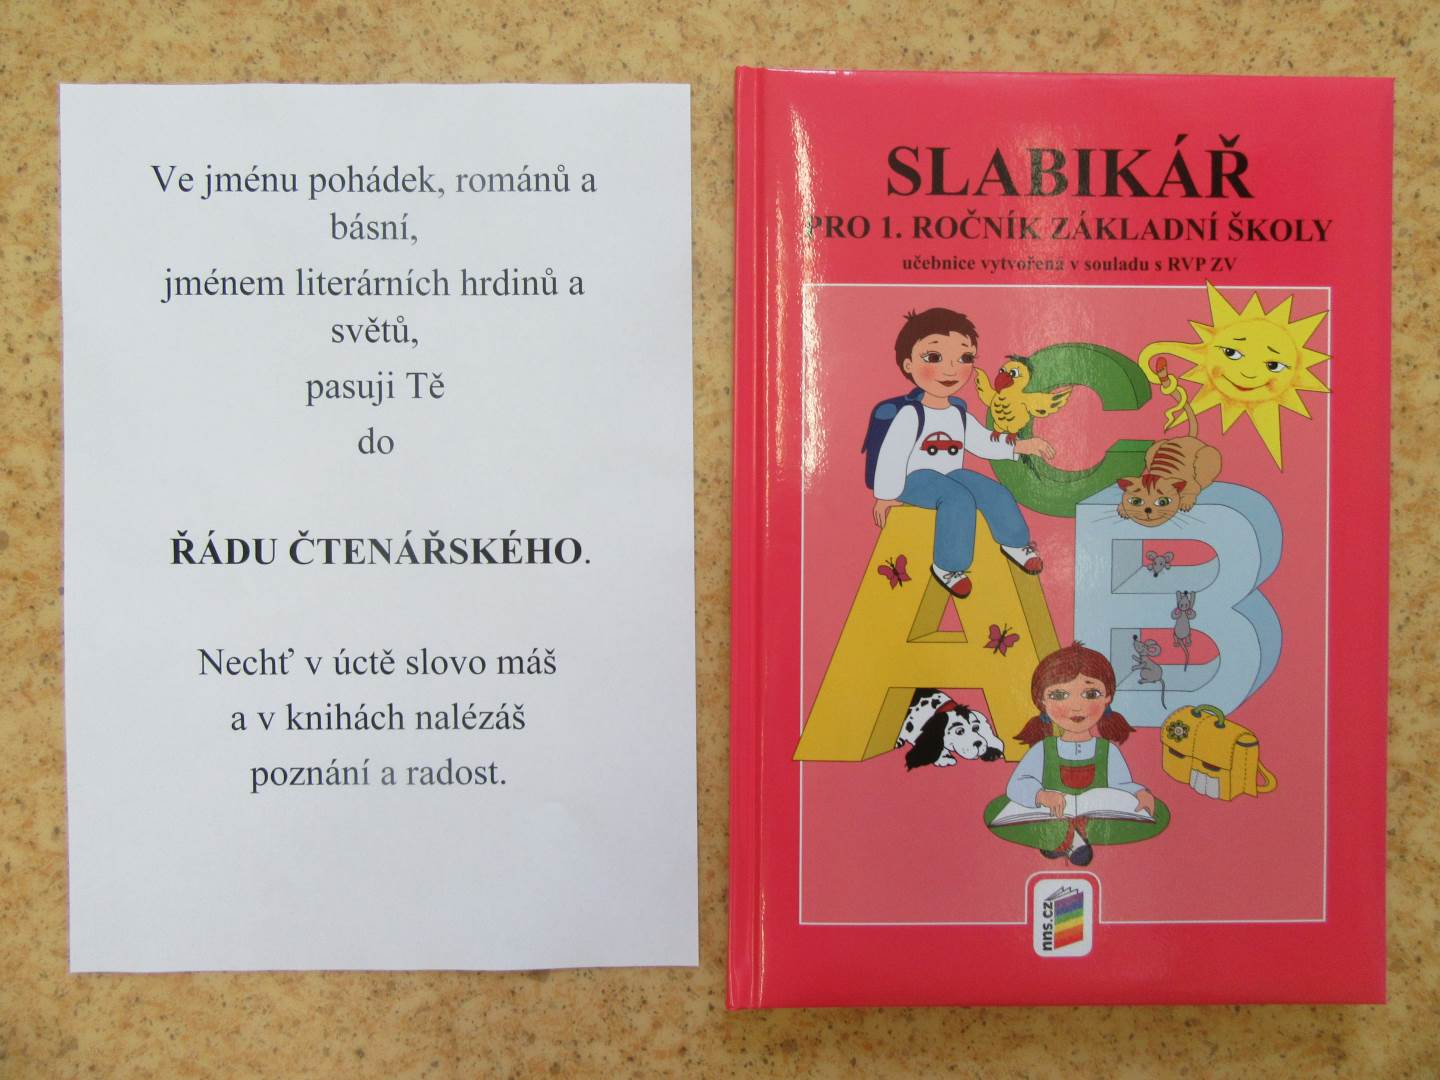 Ve jménu pohádek, románů a
básní,
jménem literárních hrdinů a
světů,
pasuji Tě
do
ŘÁDU ČTENÁŘSKÉHO.
Nechť v úctě slovo máš
a v knihách nalézáš
poznání a radost.
SLABIKÁŘ
PRO 1. ROČNÍK ZÁKLADNÍ ŠKOLY
učebnice vytvořená v souladu s RVP ZV
C
A
B
nns.cz